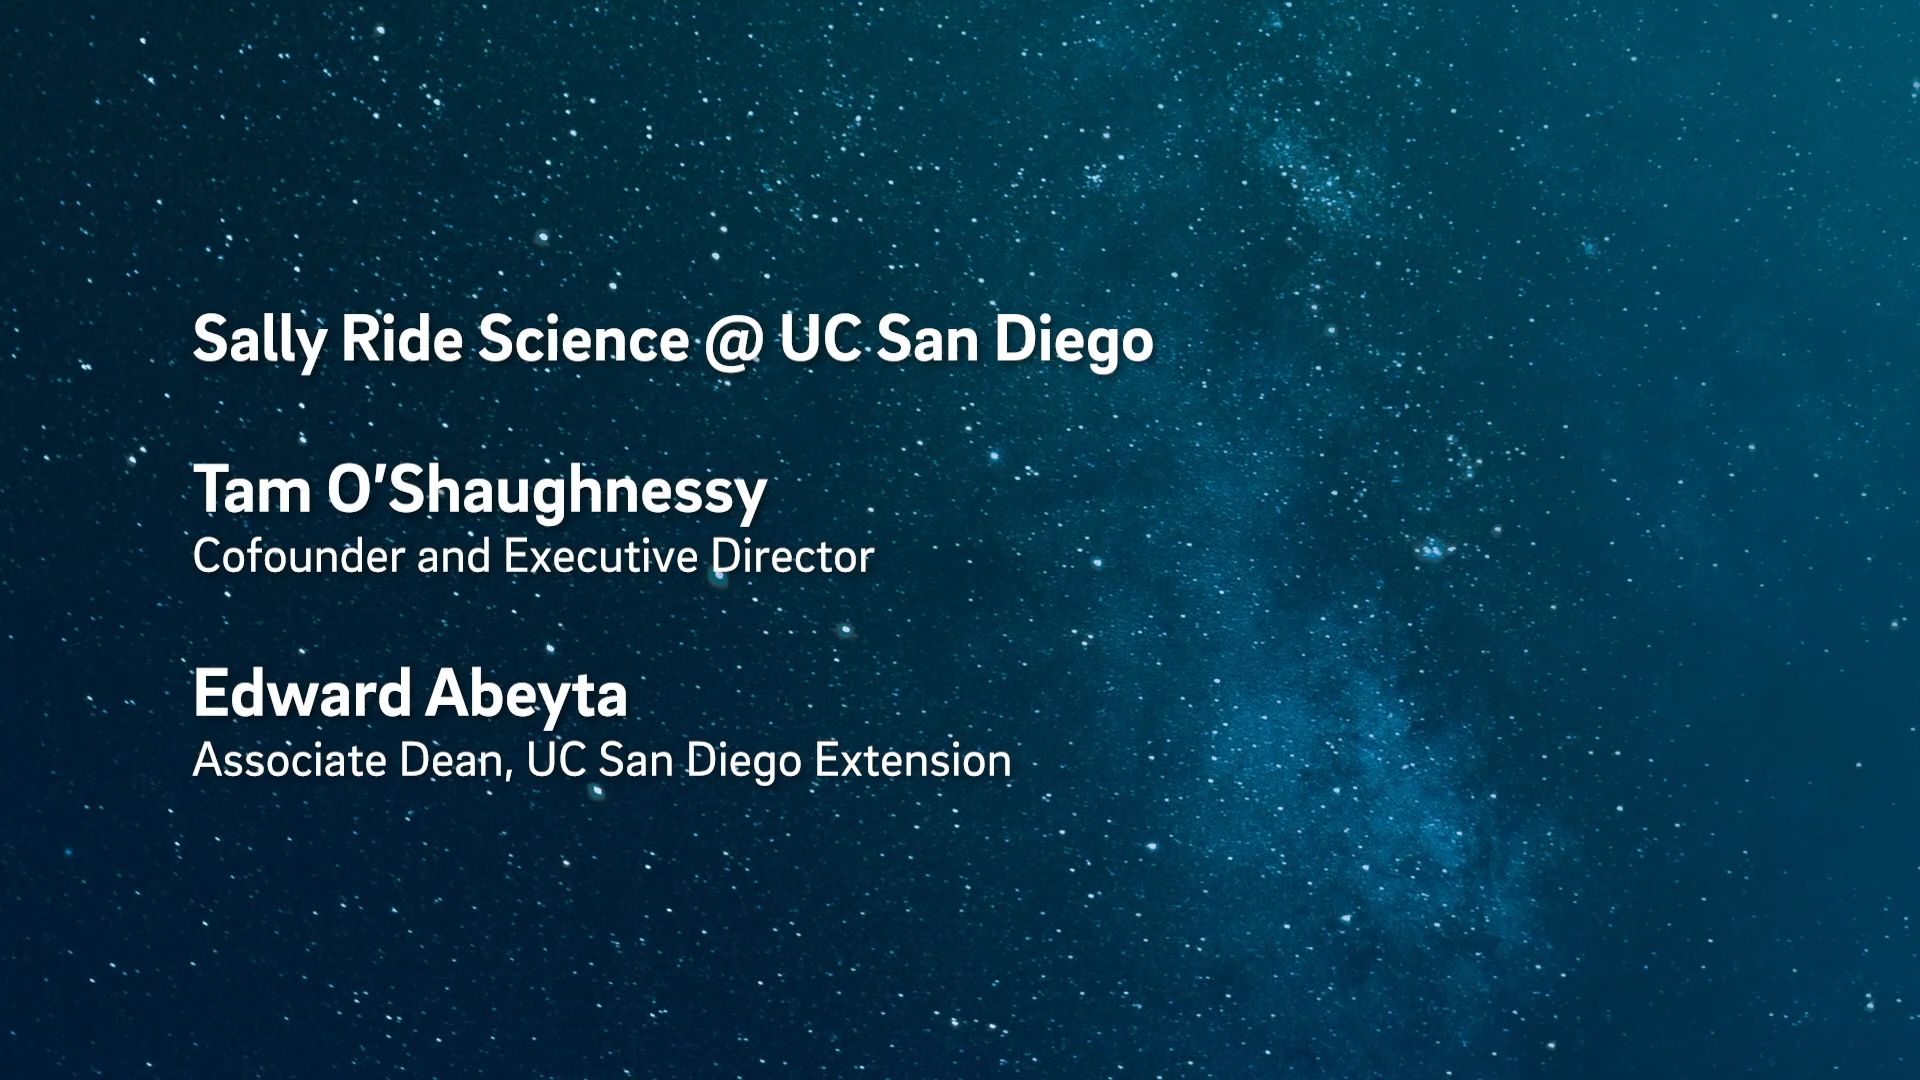 Sally Ride Science @ UC San Diego
Tam O'Shaughnessy
Cofounder and Executive Director
Edward Abeyta
Associate Dean, UC San Diego Extension